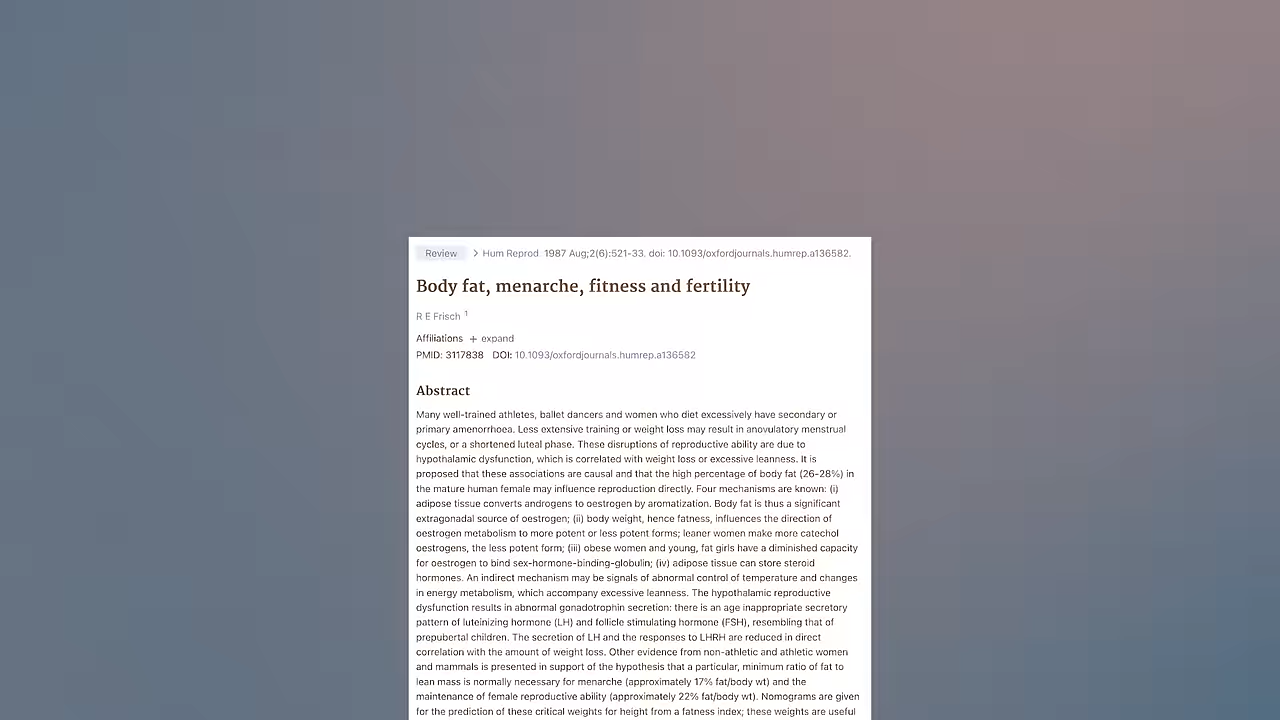 Review > Hum Reprod. 1987 Aug;2(6):521-33. doi: 10.1093/oxfordjournals.humrep.a136582.
Body fat, menarche, fitness and fertility
R E Frisch 1
Affiliations + expand
PMID: 3117838 DOI: 10.1093/oxfordjournals.humrep.a136582
Abstract
Many well-trained athletes, ballet dancers and women who diet excessively have secondary or
primary amenorrhoea. Less extensive training or weight loss may result in anovulatory menstrual
cycles, or a shortened luteal phase. These disruptions of reproductive ability are due to
hypothalamic dysfunction, which is correlated with weight loss or excessive leanness. It is
proposed that these associations are causal and that the high percentage of body fat (26-28%) in
the mature human female may influence reproduction directly. Four mechanisms are known: (i)
adipose tissue converts androgens to oestrogen by aromatization. Body fat is thus a significant
extragonadal source of oestrogen; (ii) body weight, hence fatness, influences the direction of
oestrogen metabolism to more potent or less potent forms; leaner women make more catechol
oestrogens, the less potent form; (iii) obese women and young, fat girls have a diminished capacity
for oestrogen to bind sex-hormone-binding-globulin; (iv) adipose tissue can store steroid
hormones. An indirect mechanism may be signals of abnormal control of temperature and changes
in energy metabolism, which accompany excessive leanness. The hypothalamic reproductive
dysfunction results in abnormal gonadotrophin secretion: there is an age inappropriate secretory
pattern of luteinizing hormone (LH) and follicle stimulating hormone (FSH), resembling that of
prepubertal children. The secretion of LH and the responses to LHRH are reduced in direct
correlation with the amount of weight loss. Other evidence from non-athletic and athletic women
and mammals is presented in support of the hypothesis that a particular, minimum ratio of fat to
lean mass is normally necessary for menarche (approximately 17% fat/body wt) and the
maintenance of female reproductive ability (approximately 22% fat/body wt). Nomograms are given
for the prediction of these critical weights for height from a fatness index; these weights are useful